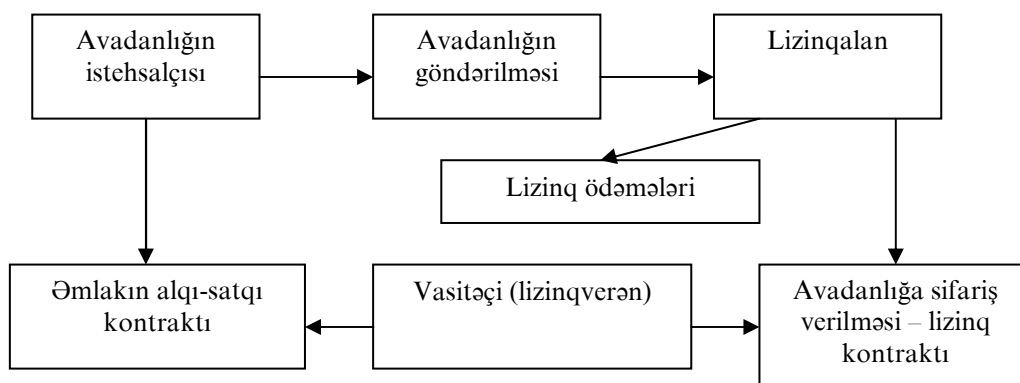 Avadanlığın
istehsalçısı
Avadanlığın
göndərilməsi
Lizinqalan
Lizinq ödəmələri
Əmlakın alqı-satqı
kontraktı
Vasitəçi (lizinqverən)
Avadanlığa sifariş
verilməsi – lizinq
kontraktı